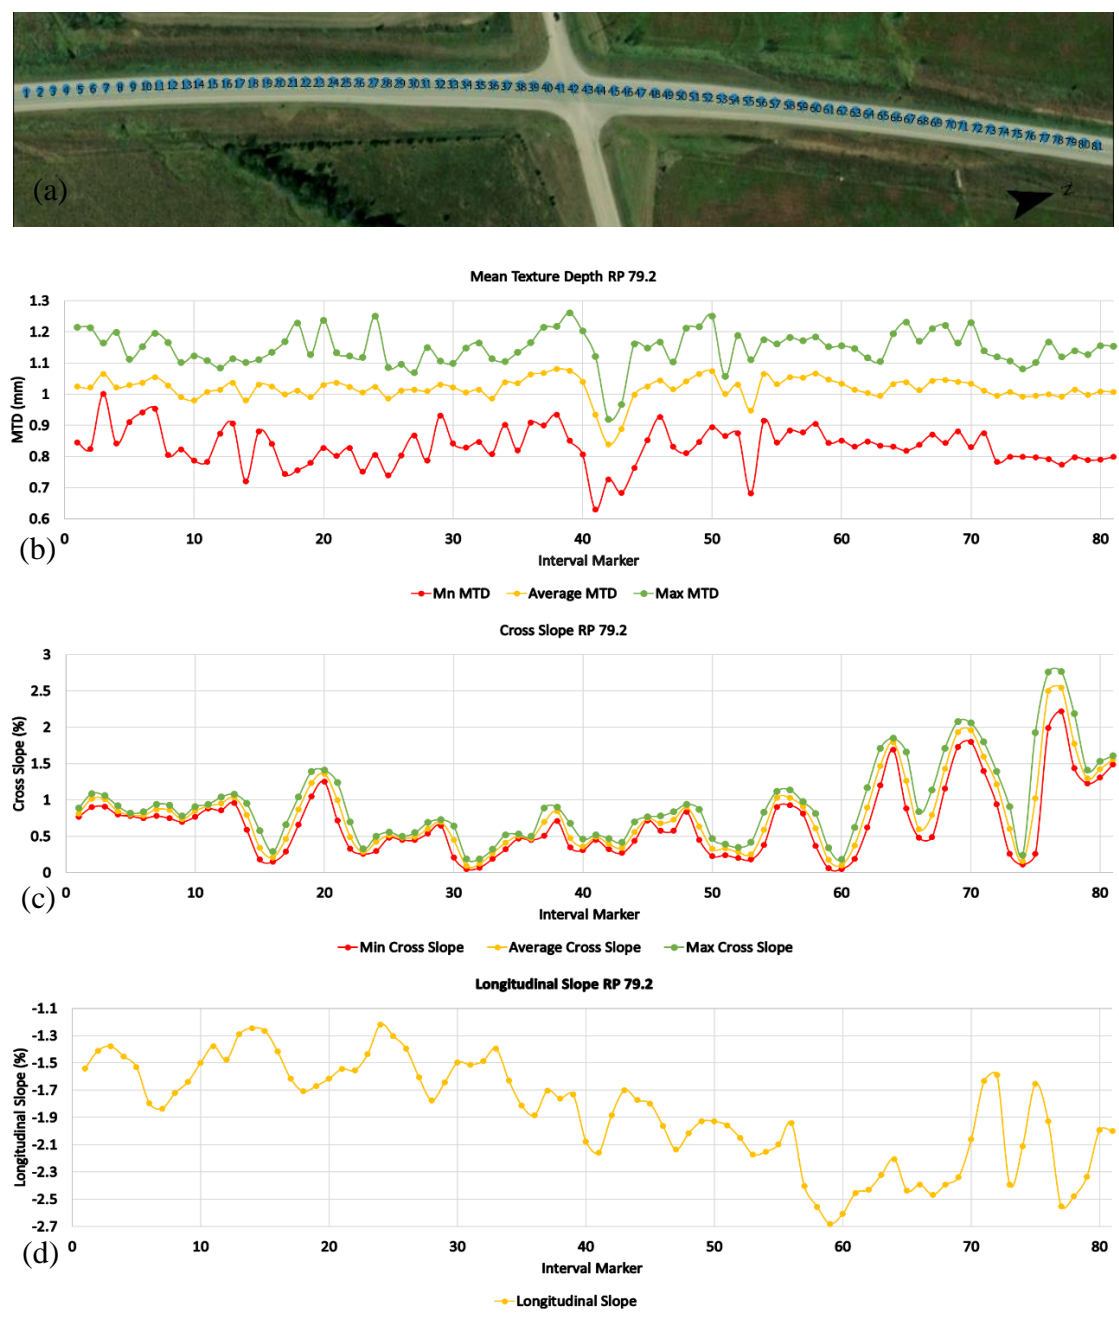 1 2 3 4 5 6 7 8 9 10 11 12 13 14 15 16 17 18 19 20 21 22 23 24 25 26 27 28 29 30 31 32 33 34 35 36 37 38 39 40 41 42 43 44 45 46 47 48 49 50 51 52 53 54 55 56 57 58 59 60 61 62 63 64 65 66 67 68 69 70 71 72 73 74 75 76 77 78 79 80 81
(a)
N
Mean Texture Depth RP 79.2
MTD (mm)
1.3
1.2
1.1
1
0.9
0.8
0.7
0.6
0 10 20 30 40 50 60 70 80
(b)
Interval Marker
Mn MTD Average MTD Max MTD
Cross Slope RP 79.2
Cross Slope (%)
3
2.5
2
1.5
1
0.5
0
0 10 20 30 40 50 60 70 80
(c)
Interval Marker
Min Cross Slope Average Cross Slope Max Cross Slope
Longitudinal Slope RP 79.2
Longitudinal Slope (%)
-1.1
-1.3
-1.5
-1.7
-1.9
-2.1
-2.3
-2.5
-2.7
0 10 20 30 40 50 60 70 80
(d)
Interval Marker
Longitudinal Slope